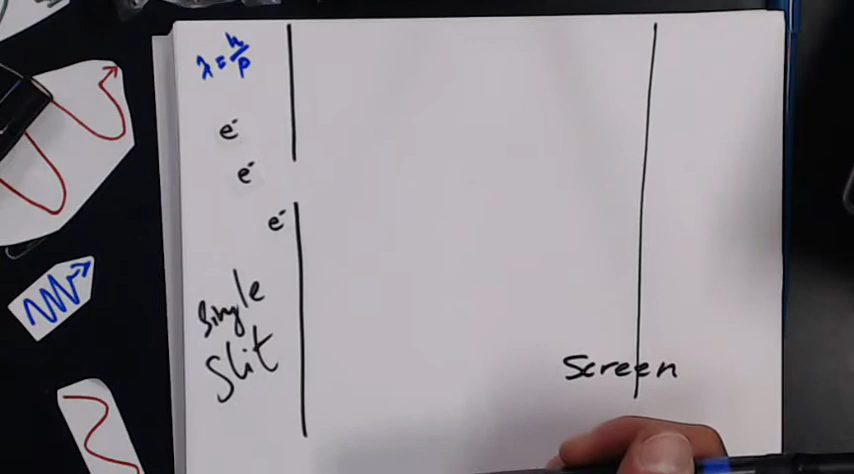 λ = h/p
e⁻
e⁻
e⁻
Single
Slit
Screen